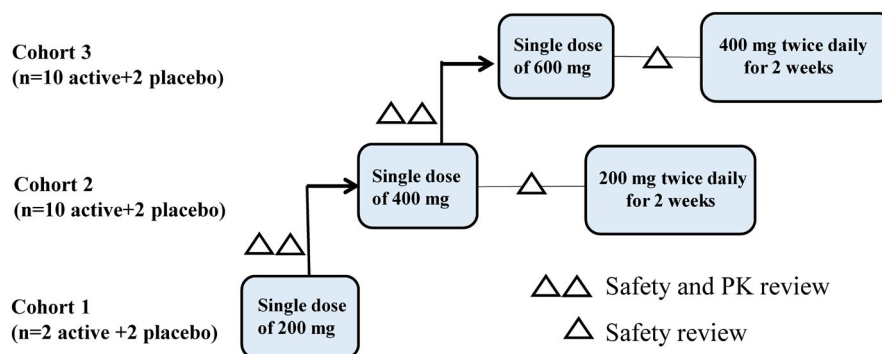 Cohort 3
(n=10 active+2 placebo)
Single dose
of 600 mg
400 mg twice daily
for 2 weeks
Cohort 2
(n=10 active+2 placebo)
Single dose
of 400 mg
200 mg twice daily
for 2 weeks
Cohort 1
(n=2 active +2 placebo)
Single dose
of 200 mg
Safety and PK review
Safety review